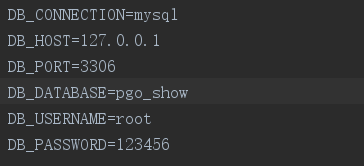 DB_CONNECTION=mysql
DB_HOST=127.0.0.1
DB_PORT=3306
DB_DATABASE=pgo_show
DB_USERNAME=root
DB_PASSWORD=123456